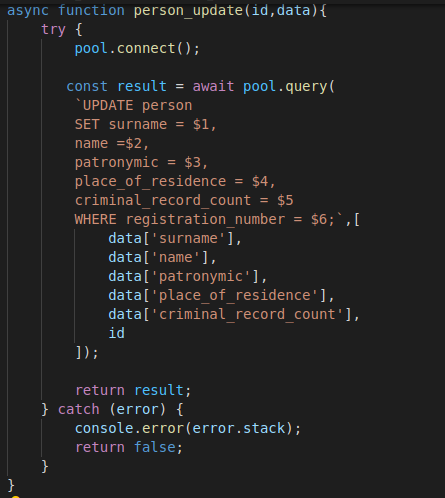 async function person_update(id,data){
try {
pool.connect();
const result = await pool.query(
`UPDATE person
SET surname = $1,
name =$2,
patronymic = $3,
place_of_residence = $4,
criminal_record_count = $5
WHERE registration_number = $6;`,[
data['surname'],
data['name'],
data['patronymic'],
data['place_of_residence'],
data['criminal_record_count'],
id
]);
return result;
} catch (error) {
console.error(error.stack);
return false;
}
}